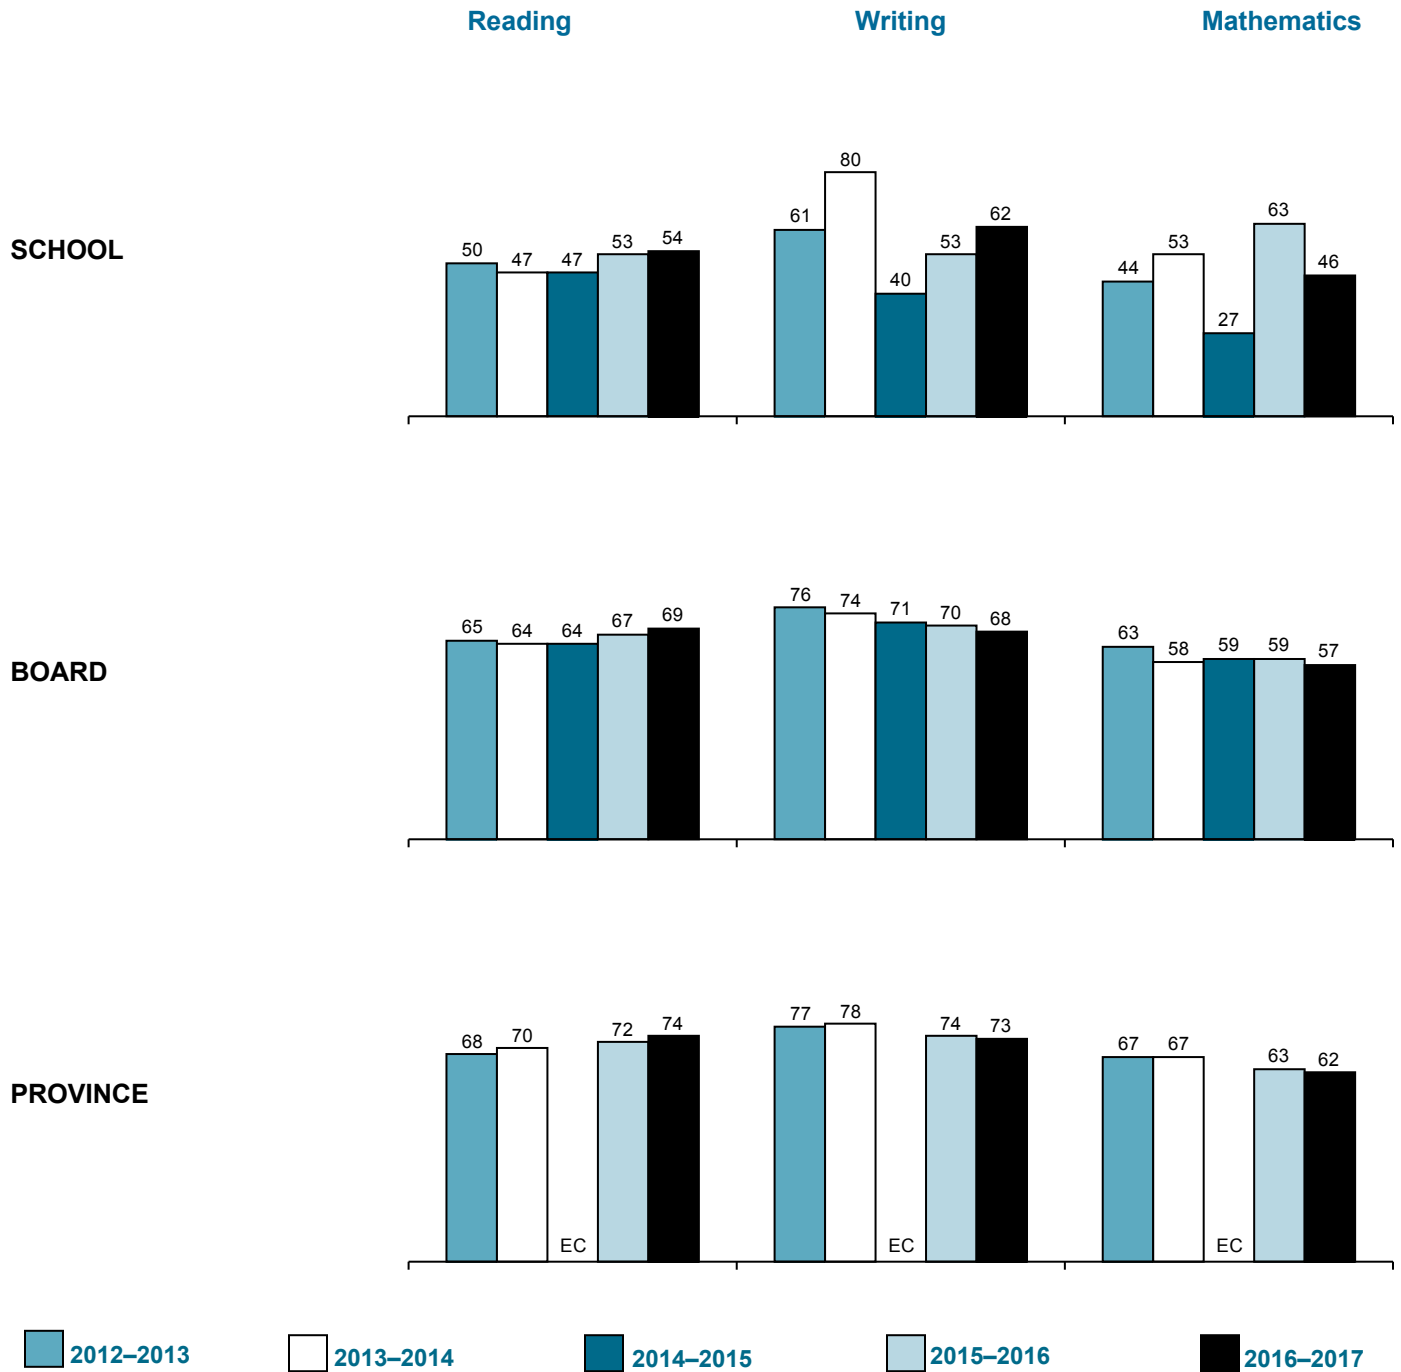 Reading Writing Mathematics
SCHOOL
50 47 47 53 54
61 80 40 53 62
44 53 27 63 46
BOARD
65 64 64 67 69
76 74 71 70 68
63 58 59 59 57
PROVINCE
68 70 EC 72 74
77 78 EC 74 73
67 67 EC 63 62
2012–2013 2013–2014 2014–2015 2015–2016 2016–2017